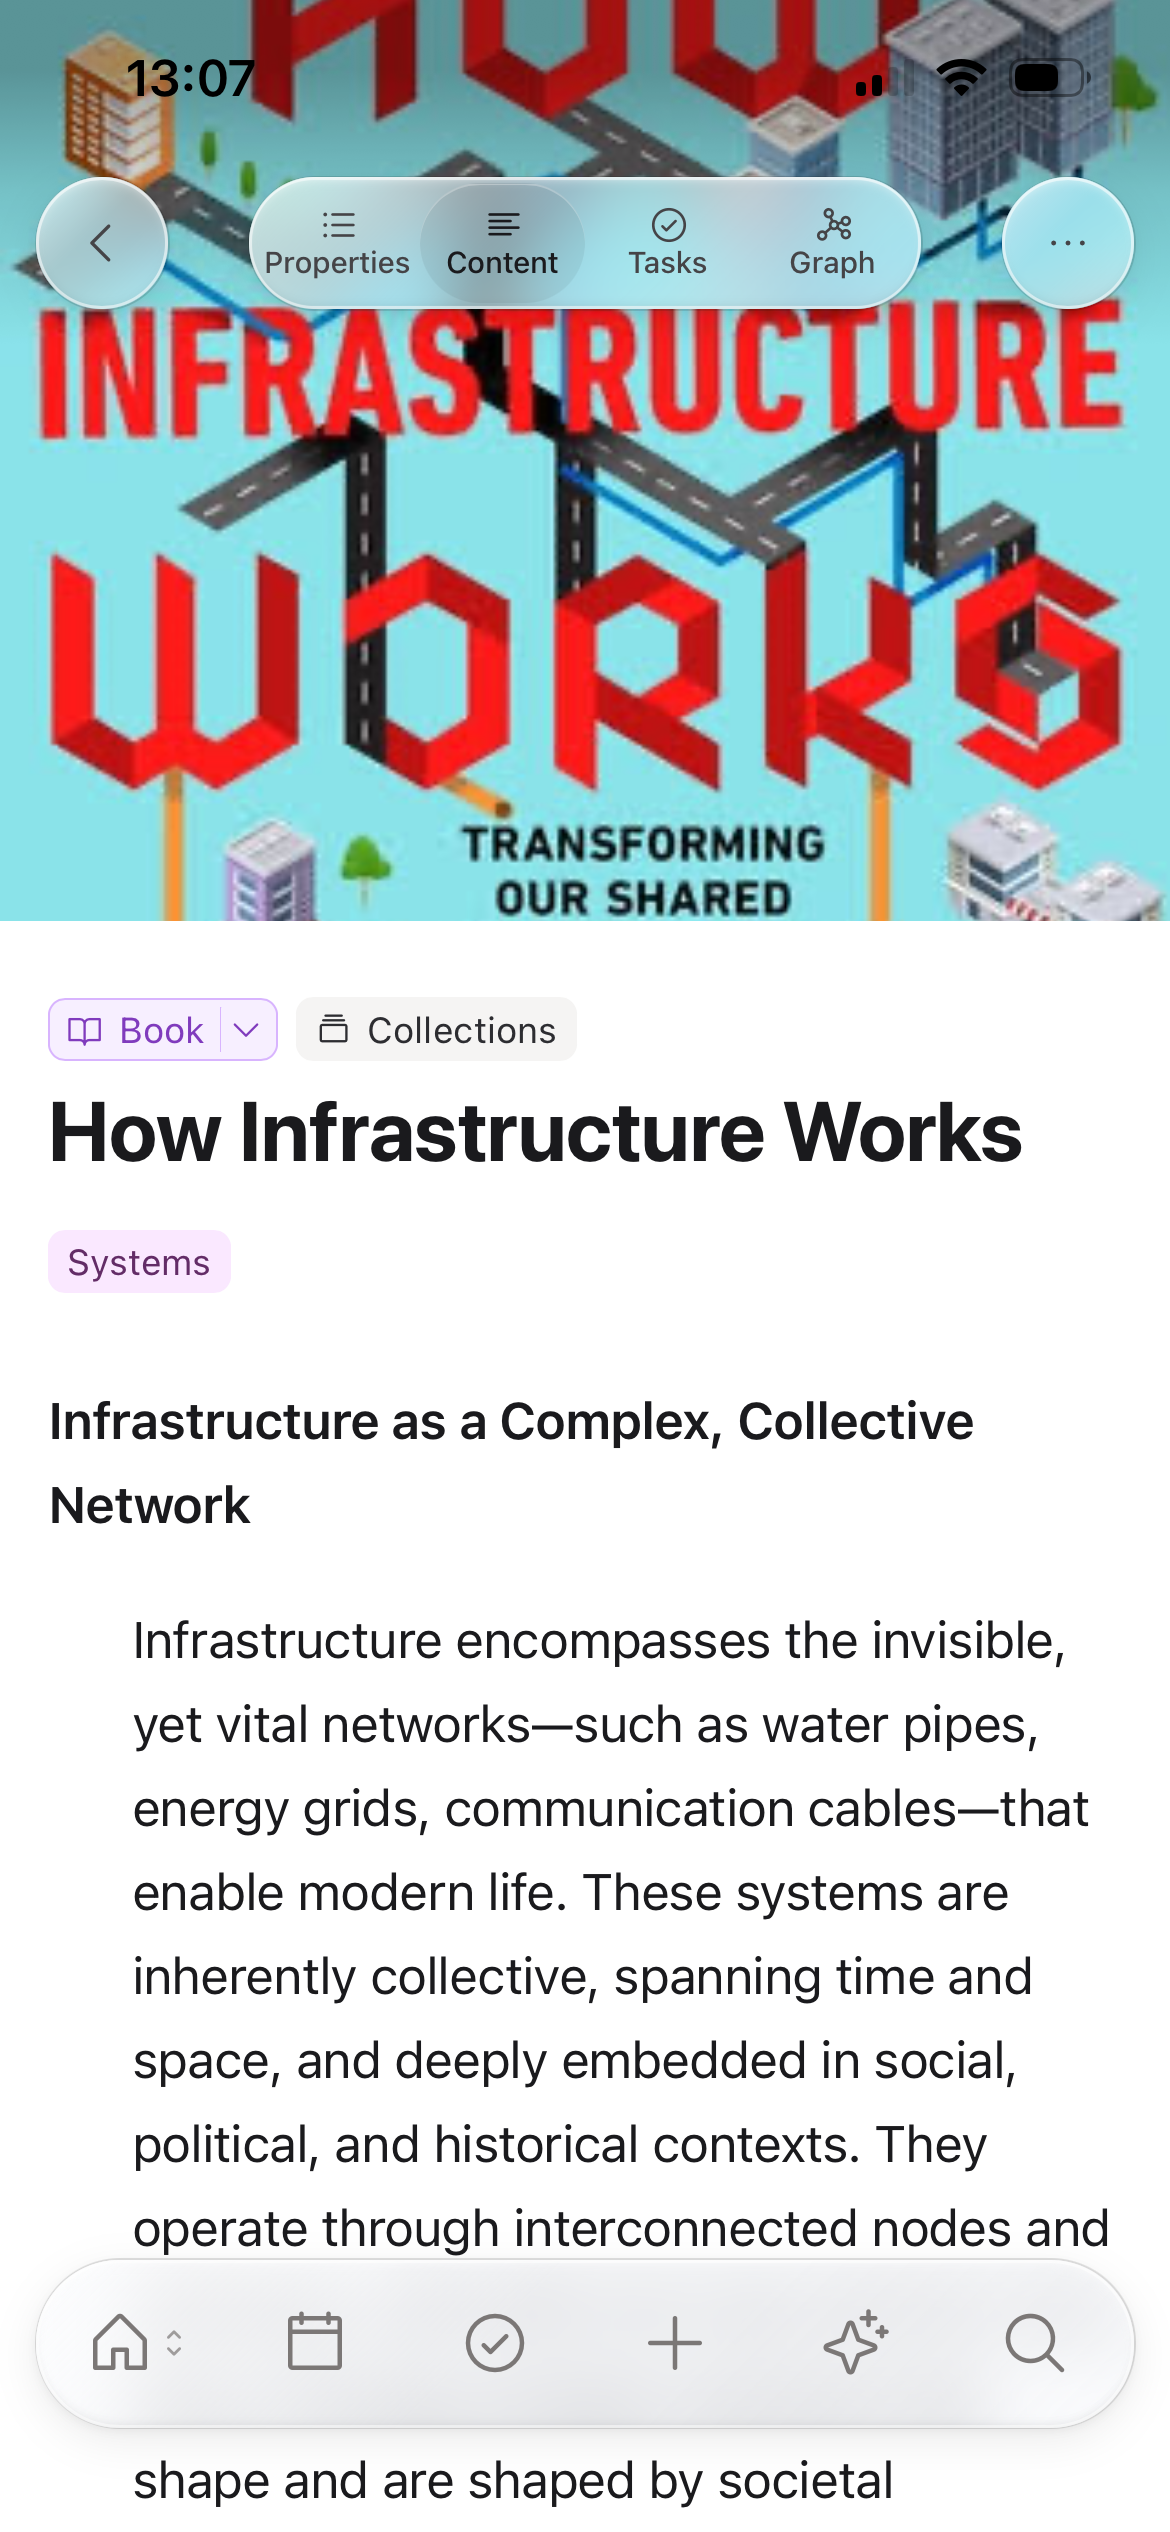 HOW
13:07
Properties
Content
Tasks
Graph
INFRASTRUCTURE
WORKS
TRANSFORMING
OUR SHARED
Book
Collections
How Infrastructure Works
Systems
Infrastructure as a Complex, Collective
Network
Infrastructure encompasses the invisible,
yet vital networks—such as water pipes,
energy grids, communication cables—that
enable modern life. These systems are
inherently collective, spanning time and
space, and deeply embedded in social,
political, and historical contexts. They
operate through interconnected nodes and
shape and are shaped by societal